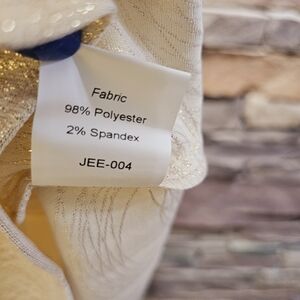 Fabric
98% Polyester
2% Spandex
JEE-004